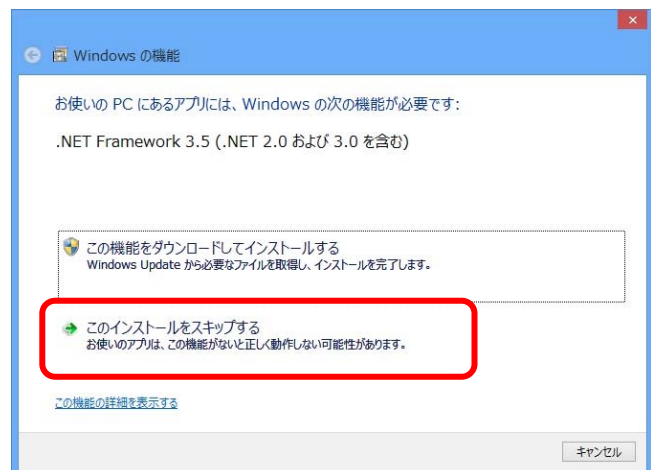 Windows の機能
お使いの PC にあるアプリには、Windows の次の機能が必要です:
.NET Framework 3.5 (.NET 2.0 および 3.0 を含む)
この機能をダウンロードしてインストールする
Windows Update から必要なファイルを取得し、インストールを完了します。
このインストールをスキップする
お使いのアプリは、この機能がないと正しく動作しない可能性があります。
この機能の詳細を表示する
キャンセル